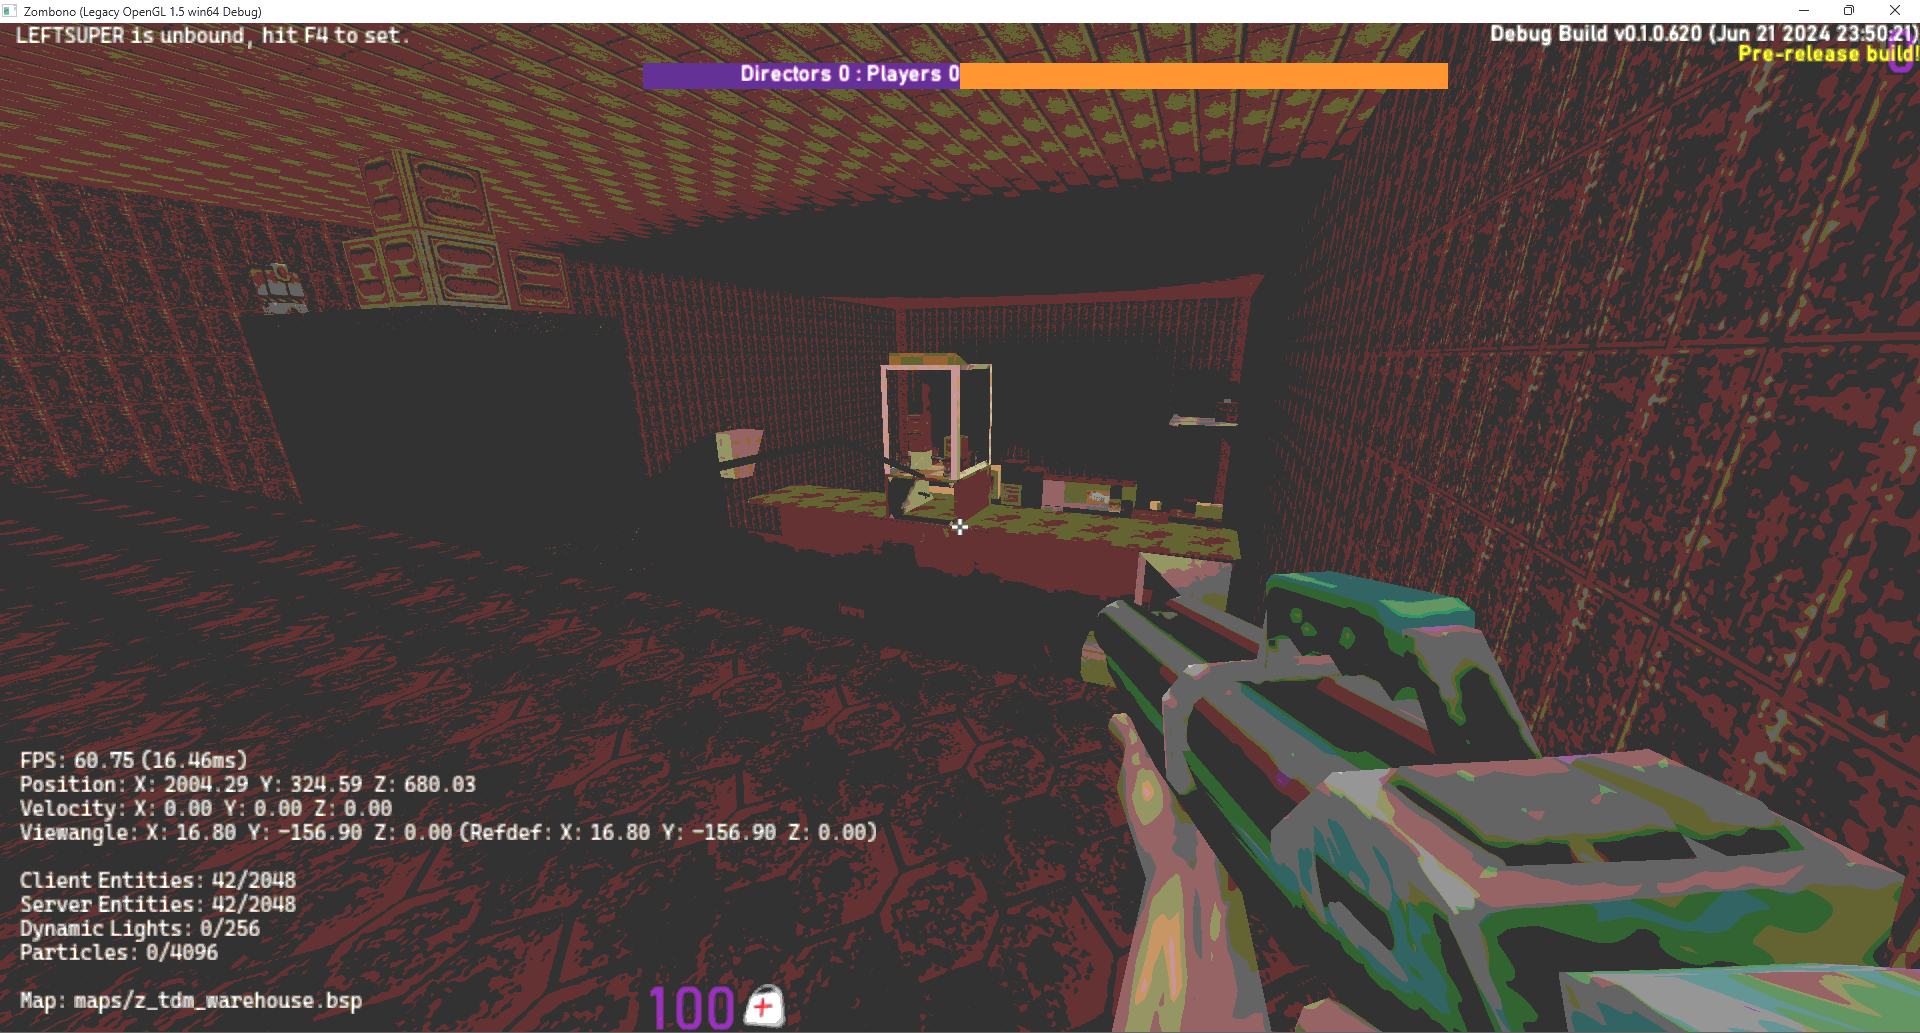 Zombono (Legacy OpenGL 1.5 win64 Debug)
LEFTSUPER is unbound, hit F4 to set.
Debug Build v0.1.0.620 (Jun 21 2024 23:50:21)
Pre-release build!
Directors 0 : Players 0
FPS: 60.75 (16.46ms)
Position: X: 2004.29 Y: 324.59 Z: 680.03
Velocity: X: 0.00 Y: 0.00 Z: 0.00
Viewangle: X: 16.80 Y: -156.90 Z: 0.00 (Refdef: X: 16.80 Y: -156.90 Z: 0.00)
Client Entities: 42/2048
Server Entities: 42/2048
Dynamic Lights: 0/256
Particles: 0/4096
Map: maps/z_tdm_warehouse.bsp
100